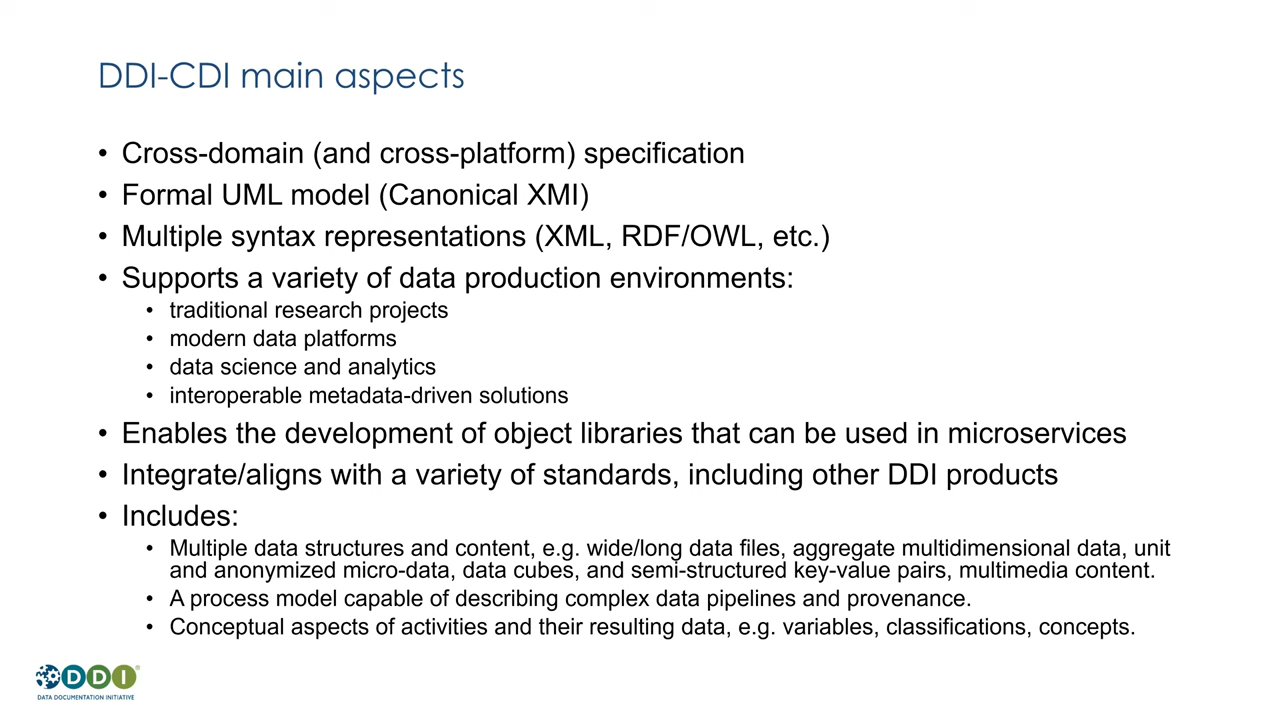 DDI-CDI main aspects
• Cross-domain (and cross-platform) specification
• Formal UML model (Canonical XMI)
• Multiple syntax representations (XML, RDF/OWL, etc.)
• Supports a variety of data production environments:
• traditional research projects
• modern data platforms
• data science and analytics
• interoperable metadata-driven solutions
• Enables the development of object libraries that can be used in microservices
• Integrate/aligns with a variety of standards, including other DDI products
• Includes:
• Multiple data structures and content, e.g. wide/long data files, aggregate multidimensional data, unit
and anonymized micro-data, data cubes, and semi-structured key-value pairs, multimedia content.
• A process model capable of describing complex data pipelines and provenance.
• Conceptual aspects of activities and their resulting data, e.g. variables, classifications, concepts.
DDI®
DATA DOCUMENTATION INITIATIVE